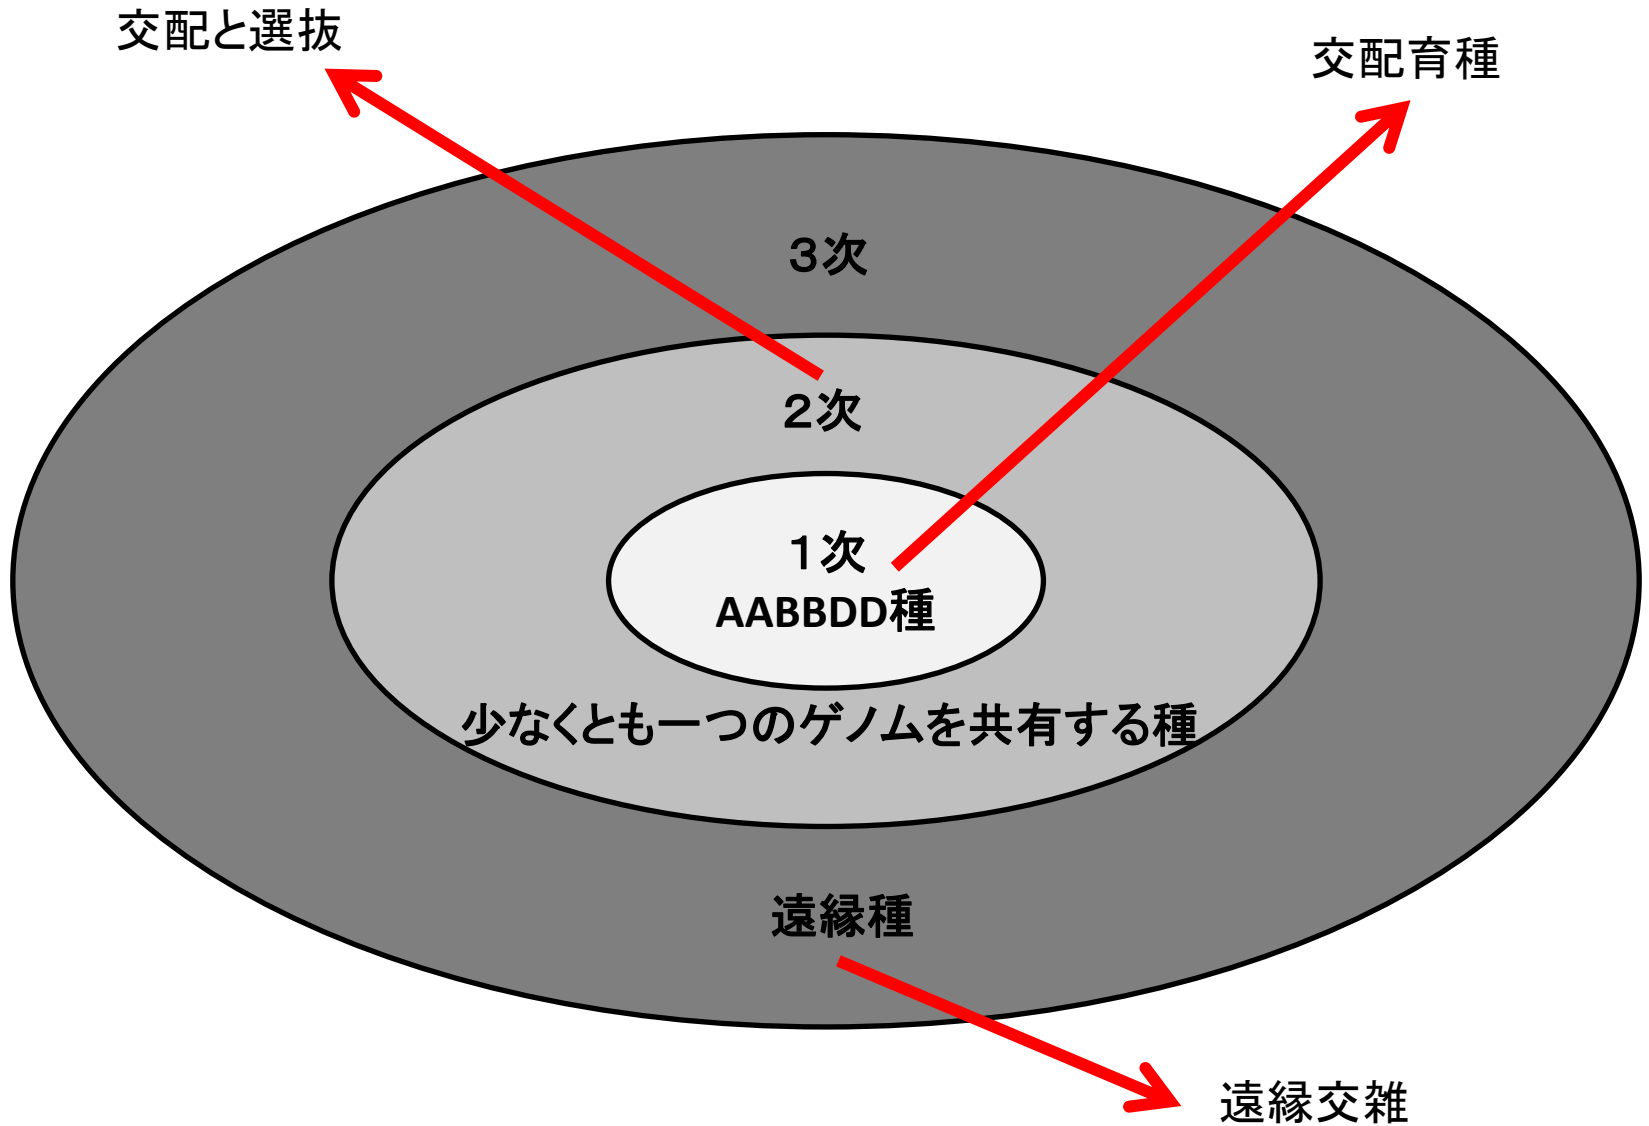 交配と選抜
交配育種
３次
２次
１次
AABBDD種
少なくとも一つのゲノムを共有する種
遠縁種
遠縁交雑